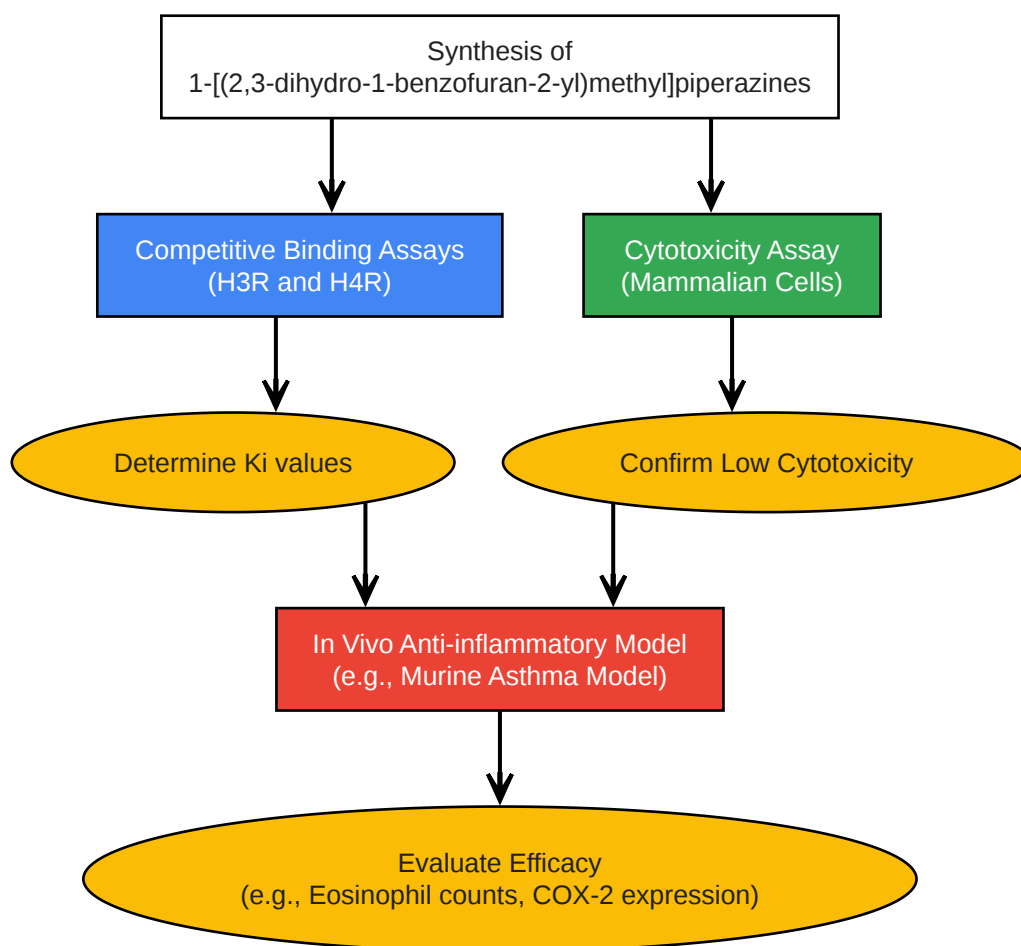 Synthesis of
1-[(2,3-dihydro-1-benzofuran-2-yl)methyl]piperazines
Competitive Binding Assays
(H3R and H4R)
Cytotoxicity Assay
(Mammalian Cells)
Determine Ki values
Confirm Low Cytotoxicity
In Vivo Anti-inflammatory Model
(e.g., Murine Asthma Model)
Evaluate Efficacy
(e.g., Eosinophil counts, COX-2 expression)